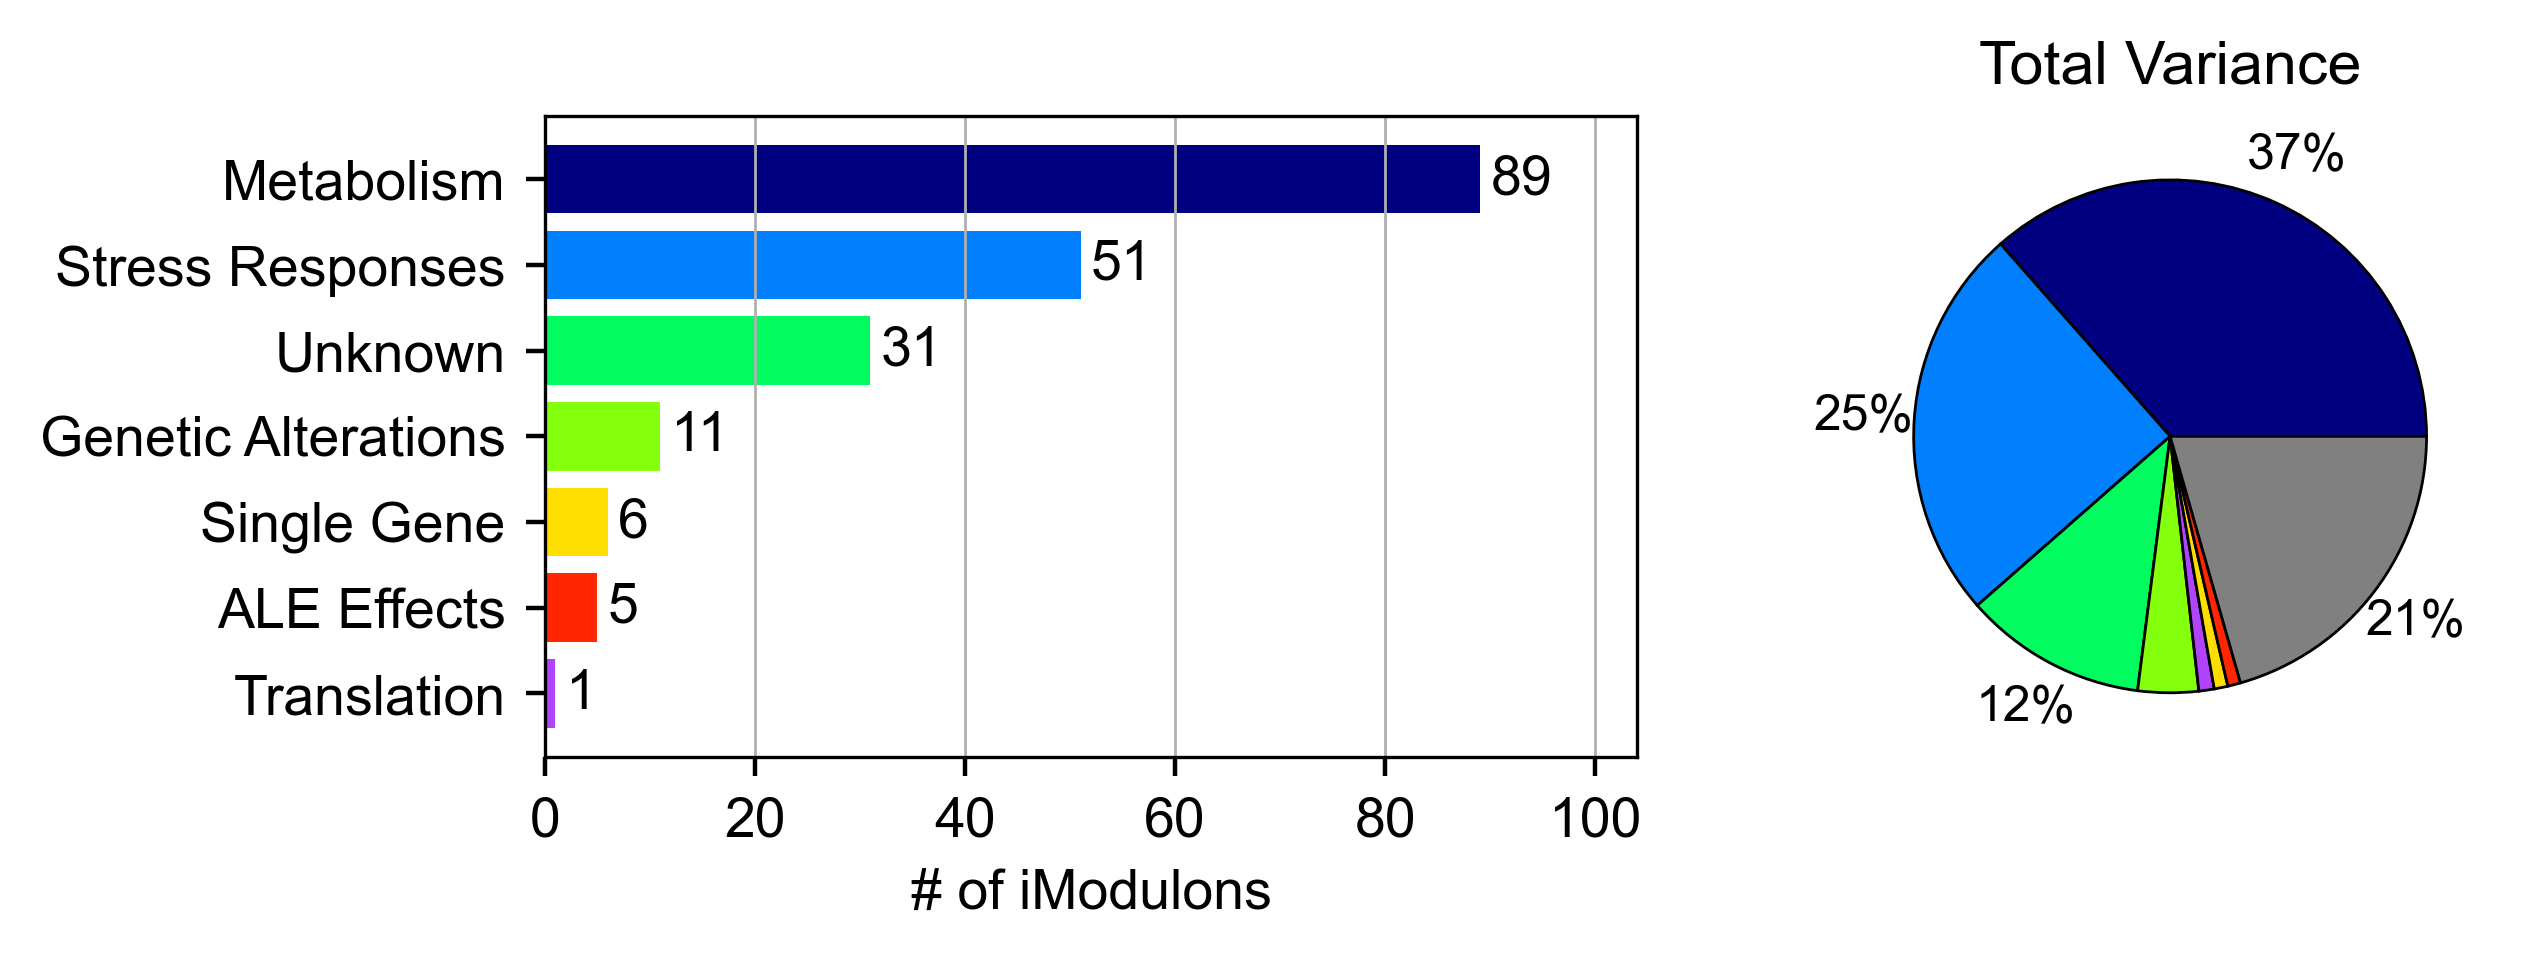 Total Variance
Metabolism 89
Stress Responses 51
Unknown 31
Genetic Alterations 11
Single Gene 6
ALE Effects 5
Translation 1
0 20 40 60 80 100
# of iModulons
37%
25%
12%
21%